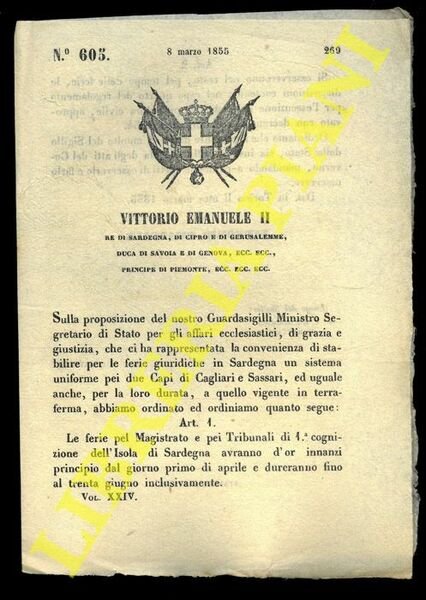 N.º 605.
8 marzo 1855
269
VITTORIO EMANUELE II
RE DI SARDEGNA, DI CIPRO E DI GERUSALEMME,
DUCA DI SAVOIA E DI GENOVA, ECC. ECC.,
PRINCIPE DI PIEMONTE, ECC. ECC. ECC.
Sulla proposizione del nostro Guardasigilli Ministro Se-
gretario di Stato per gli affari ecclesiastici, di grazia e
giustizia, che ci ha rappresentata la convenienza di sta-
bilire per le ferie giuridiche in Sardegna un sistema
uniforme pei due Capi di Cagliari e Sassari, ed uguale
anche, per la loro durata, a quello vigente in terra-
ferma, abbiamo ordinato ed ordiniamo quanto segue:
Art. 1.
Le ferie pel Magistrato e pei Tribunali di 1.ª cogni-
zione dell'Isola di Sardegna avranno d'or innanzi
principio dal giorno primo di aprile e dureranno fino
al trenta giugno inclusivamente.
VOL. XXIV.